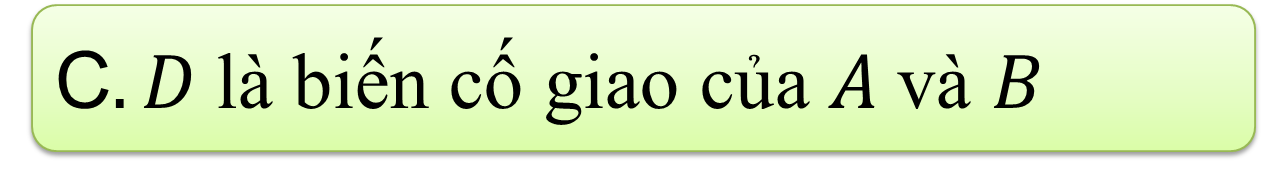 C. D là biến cố giao của A và B